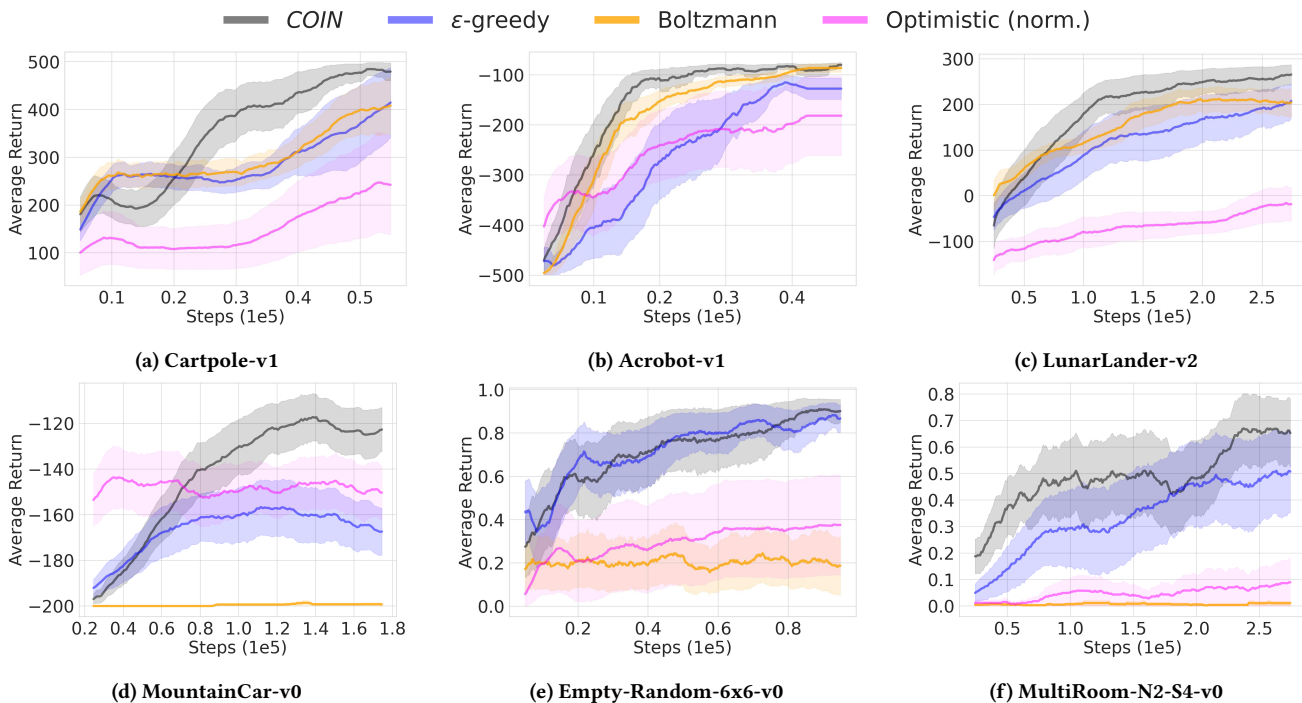 COIN ε-greedy Boltzmann Optimistic (norm.)
500
400
300
200
100
Average Return
0.1 0.2 0.3 0.4 0.5
Steps (1e5)
(a) Cartpole-v1
−100
−200
−300
−400
−500
Average Return
0.1 0.2 0.3 0.4
Steps (1e5)
(b) Acrobot-v1
300
200
100
0
−100
Average Return
0.5 1.0 1.5 2.0 2.5
Steps (1e5)
(c) LunarLander-v2
−120
−140
−160
−180
−200
Average Return
0.2 0.4 0.6 0.8 1.0 1.2 1.4 1.6 1.8
Steps (1e5)
(d) MountainCar-v0
1.0
0.8
0.6
0.4
0.2
0.0
Average Return
0.2 0.4 0.6 0.8
Steps (1e5)
(e) Empty-Random-6x6-v0
0.8
0.7
0.6
0.5
0.4
0.3
0.2
0.1
0.0
Average Return
0.5 1.0 1.5 2.0 2.5
Steps (1e5)
(f) MultiRoom-N2-S4-v0